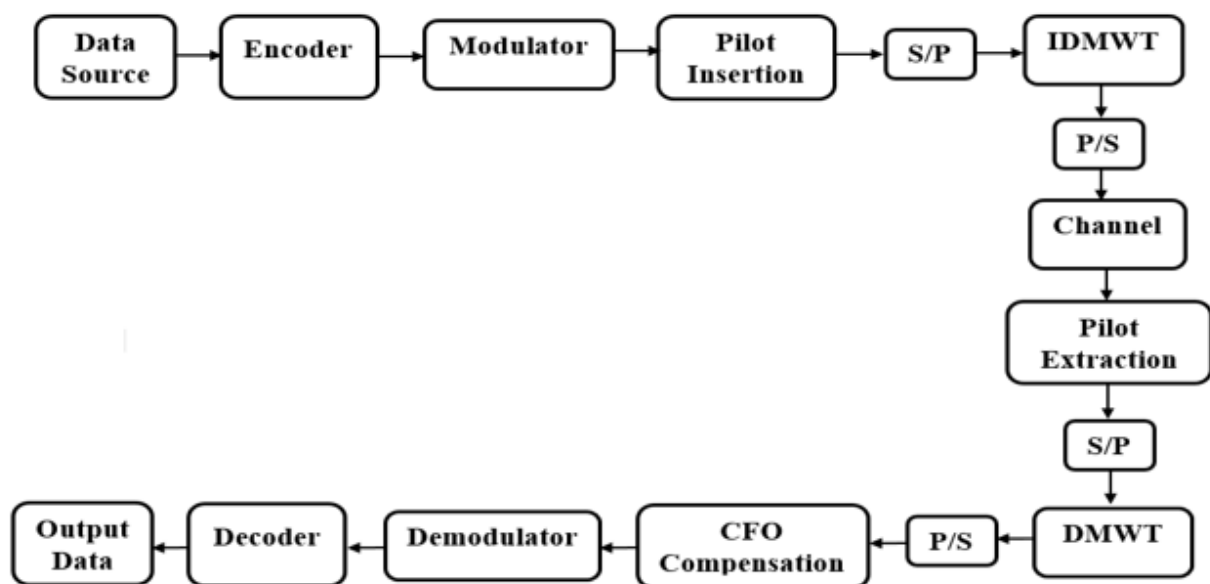 Data
Source
Encoder
Modulator
Pilot
Insertion
S/P
IDMWT
P/S
Channel
Pilot
Extraction
S/P
DMWT
P/S
CFO
Compensation
Demodulator
Decoder
Output
Data